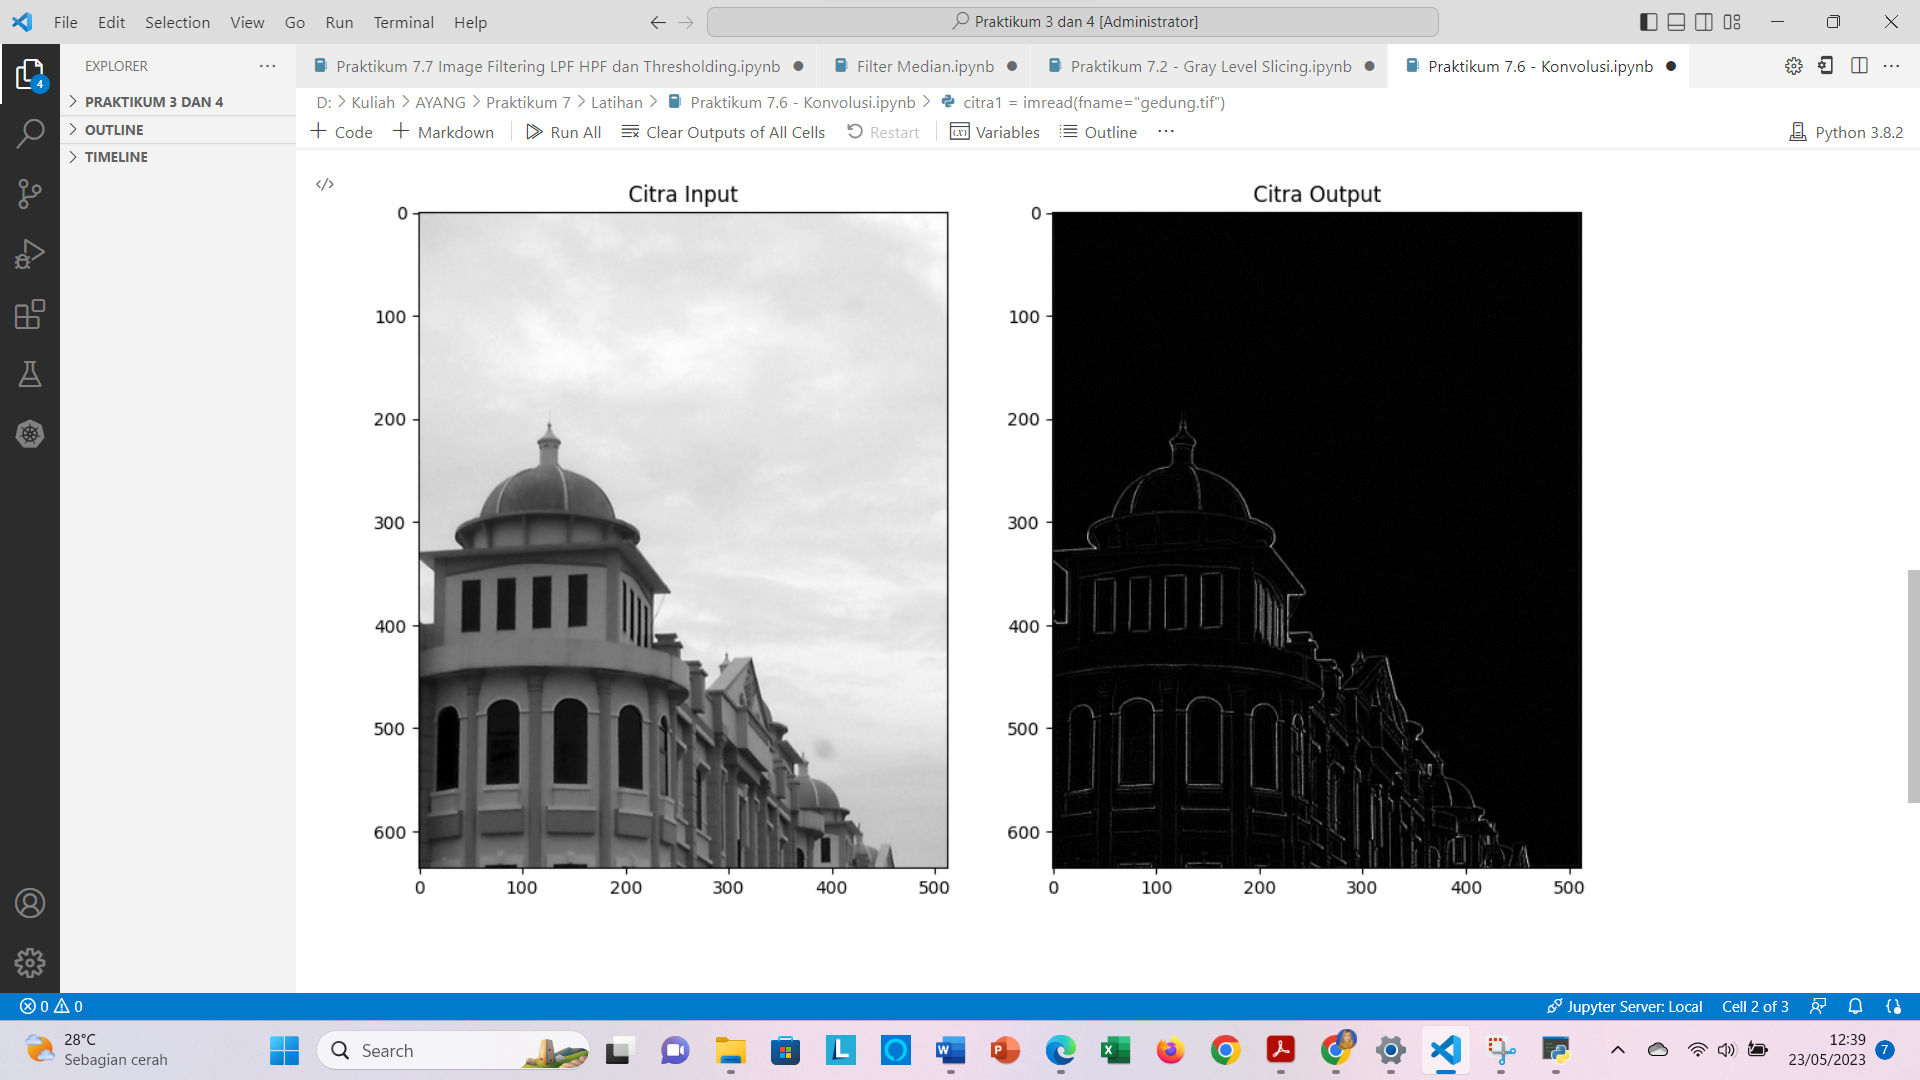 File Edit Selection View Go Run Terminal Help
Praktikum 3 dan 4 [Administrator]
EXPLORER
4
PRAKTIKUM 3 DAN 4
OUTLINE
TIMELINE
Praktikum 7.7 Image Filtering LPF HPF dan Thresholding.ipynb
Filter Median.ipynb
Praktikum 7.2 - Gray Level Slicing.ipynb
Praktikum 7.6 - Konvolusi.ipynb
D: > Kuliah > AYANG > Praktikum 7 > Latihan > Praktikum 7.6 - Konvolusi.ipynb > citra1 = imread(fname="gedung.tif")
+ Code + Markdown Run All Clear Outputs of All Cells Restart Variables Outline ...
Python 3.8.2
Citra Input
0
100
200
300
400
500
600
0 100 200 300 400 500
Citra Output
0
100
200
300
400
500
600
0 100 200 300 400 500
0 0
Jupyter Server: Local Cell 2 of 3
28°C
Sebagian cerah
Search
12:39
23/05/2023
7